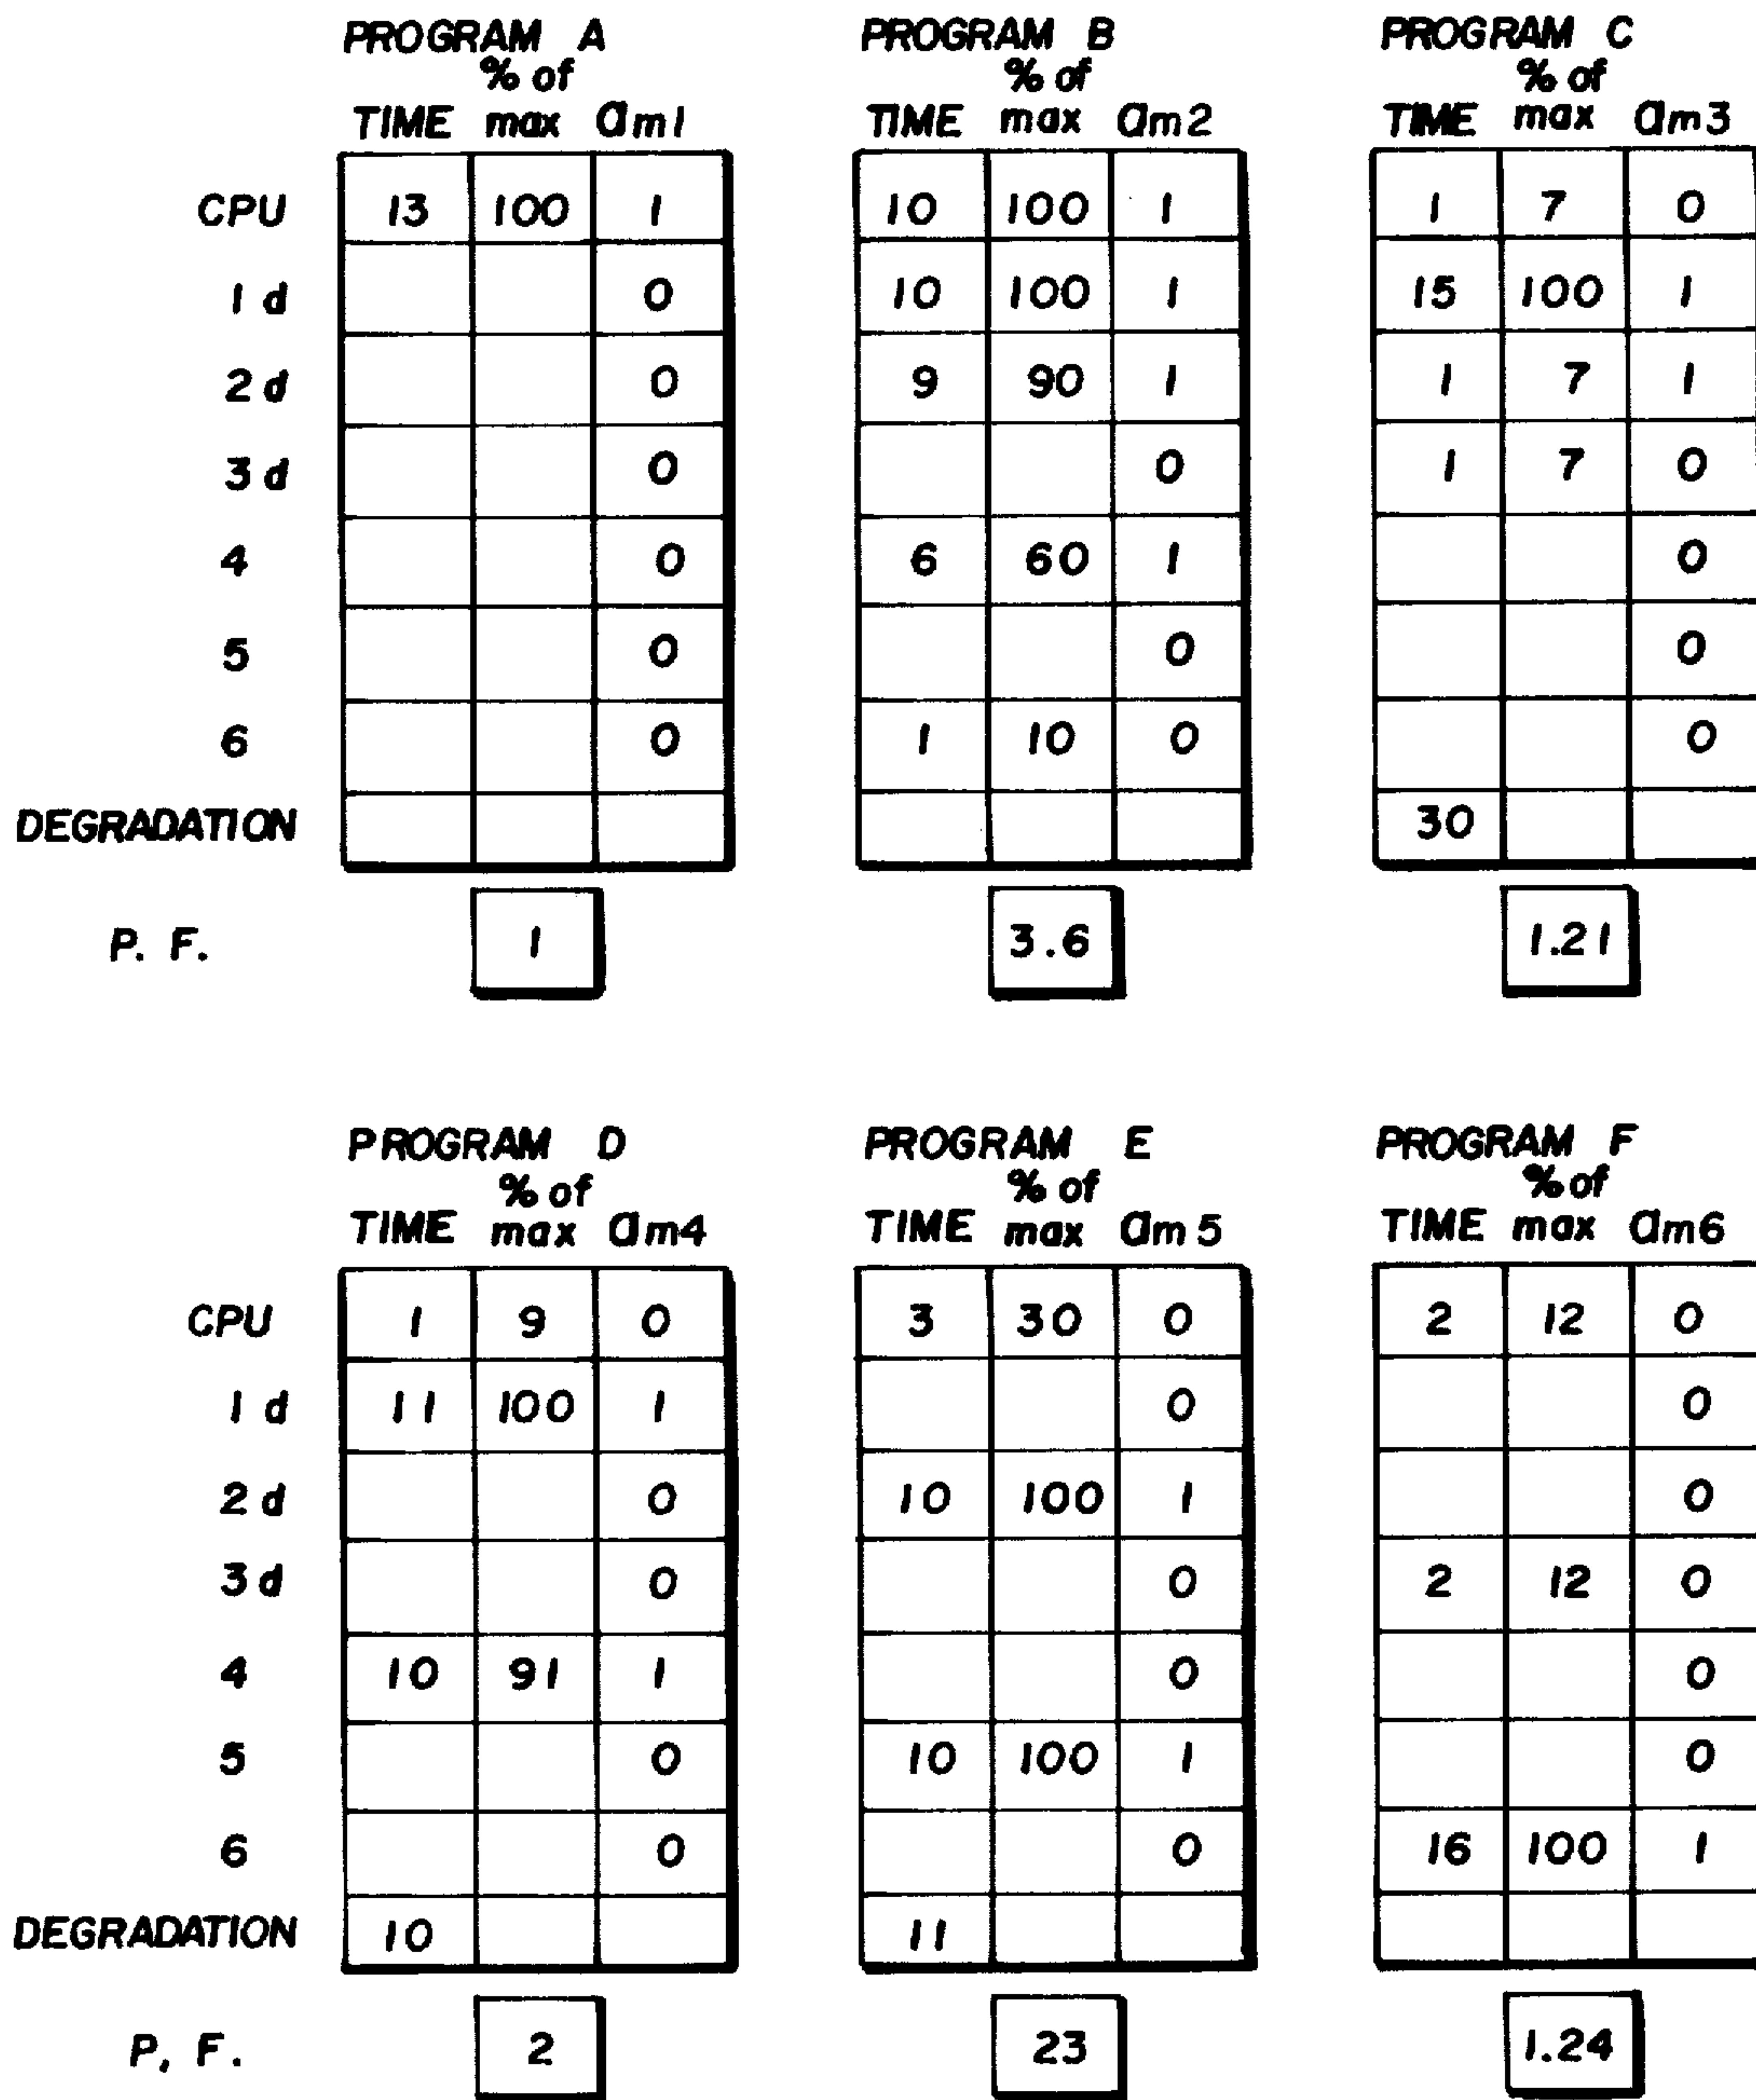 PROGRAM A PROGRAM B PROGRAM C
% of % of % of
TIME max am1 TIME max am2 TIME max am3
CPU 13 100 1 10 100 1 1 7 0
1 d 0 10 100 1 15 100 1
2 d 0 9 90 1 1 7 1
3 d 0 0 1 7 0
4 0 6 60 1 0
5 0 0 0
6 0 1 10 0 0
DEGRADATION 30
P. F. 1 3.6 1.21
PROGRAM D PROGRAM E PROGRAM F
% of % of % of
TIME max am4 TIME max am5 TIME max am6
CPU 1 9 0 3 30 0 2 12 0
1 d 11 100 1 0 0
2 d 0 10 100 1 0
3 d 0 0 2 12 0
4 10 91 1 0 0
5 0 10 100 1 0
6 0 0 16 100 1
DEGRADATION 10 11
P, F. 2 23 1.24